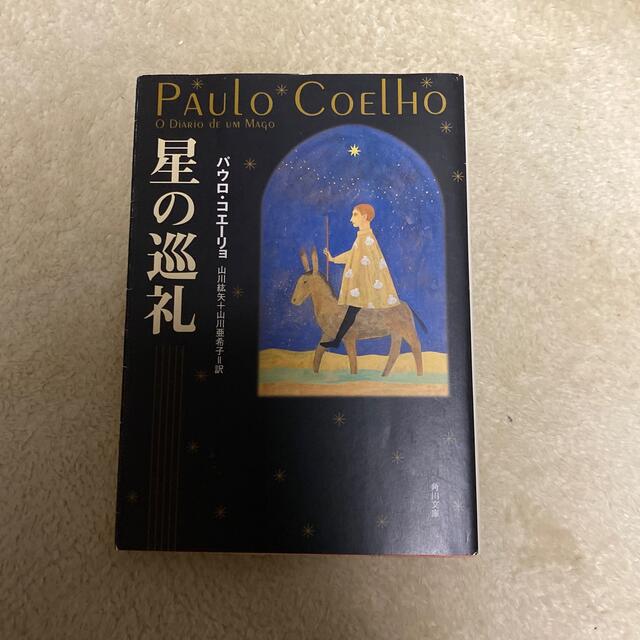 PAULO COELHO
O DIARIO DE UM MAGO
星の巡礼
パウロ・コエーリョ
山川紘矢＋山川亜希子＝訳
角川文庫